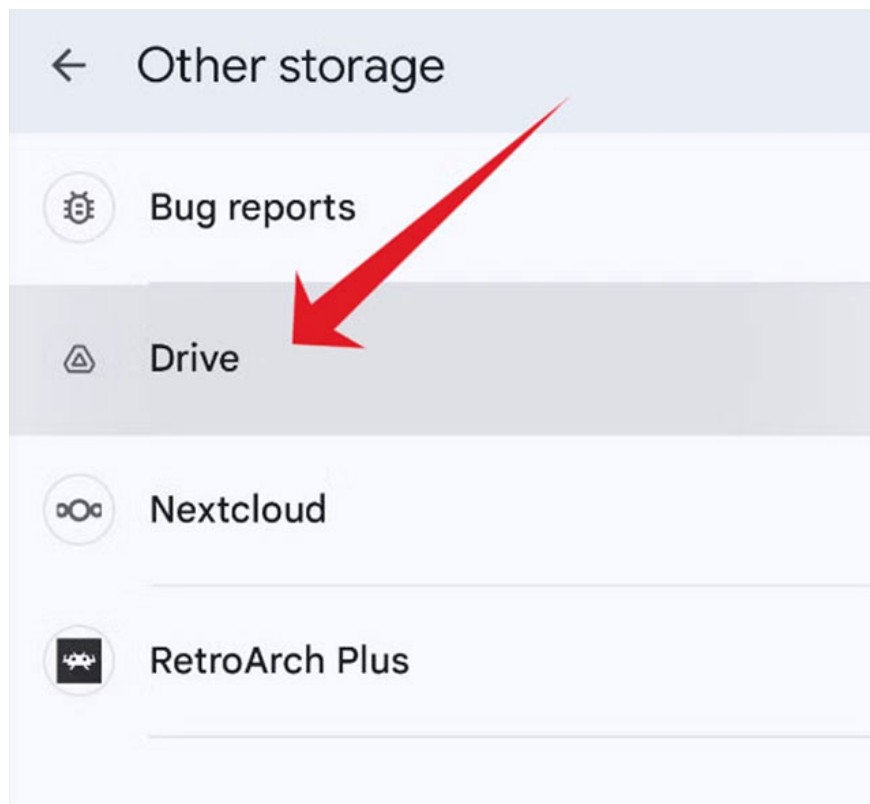 Other storage
Bug reports
Drive
Nextcloud
RetroArch Plus